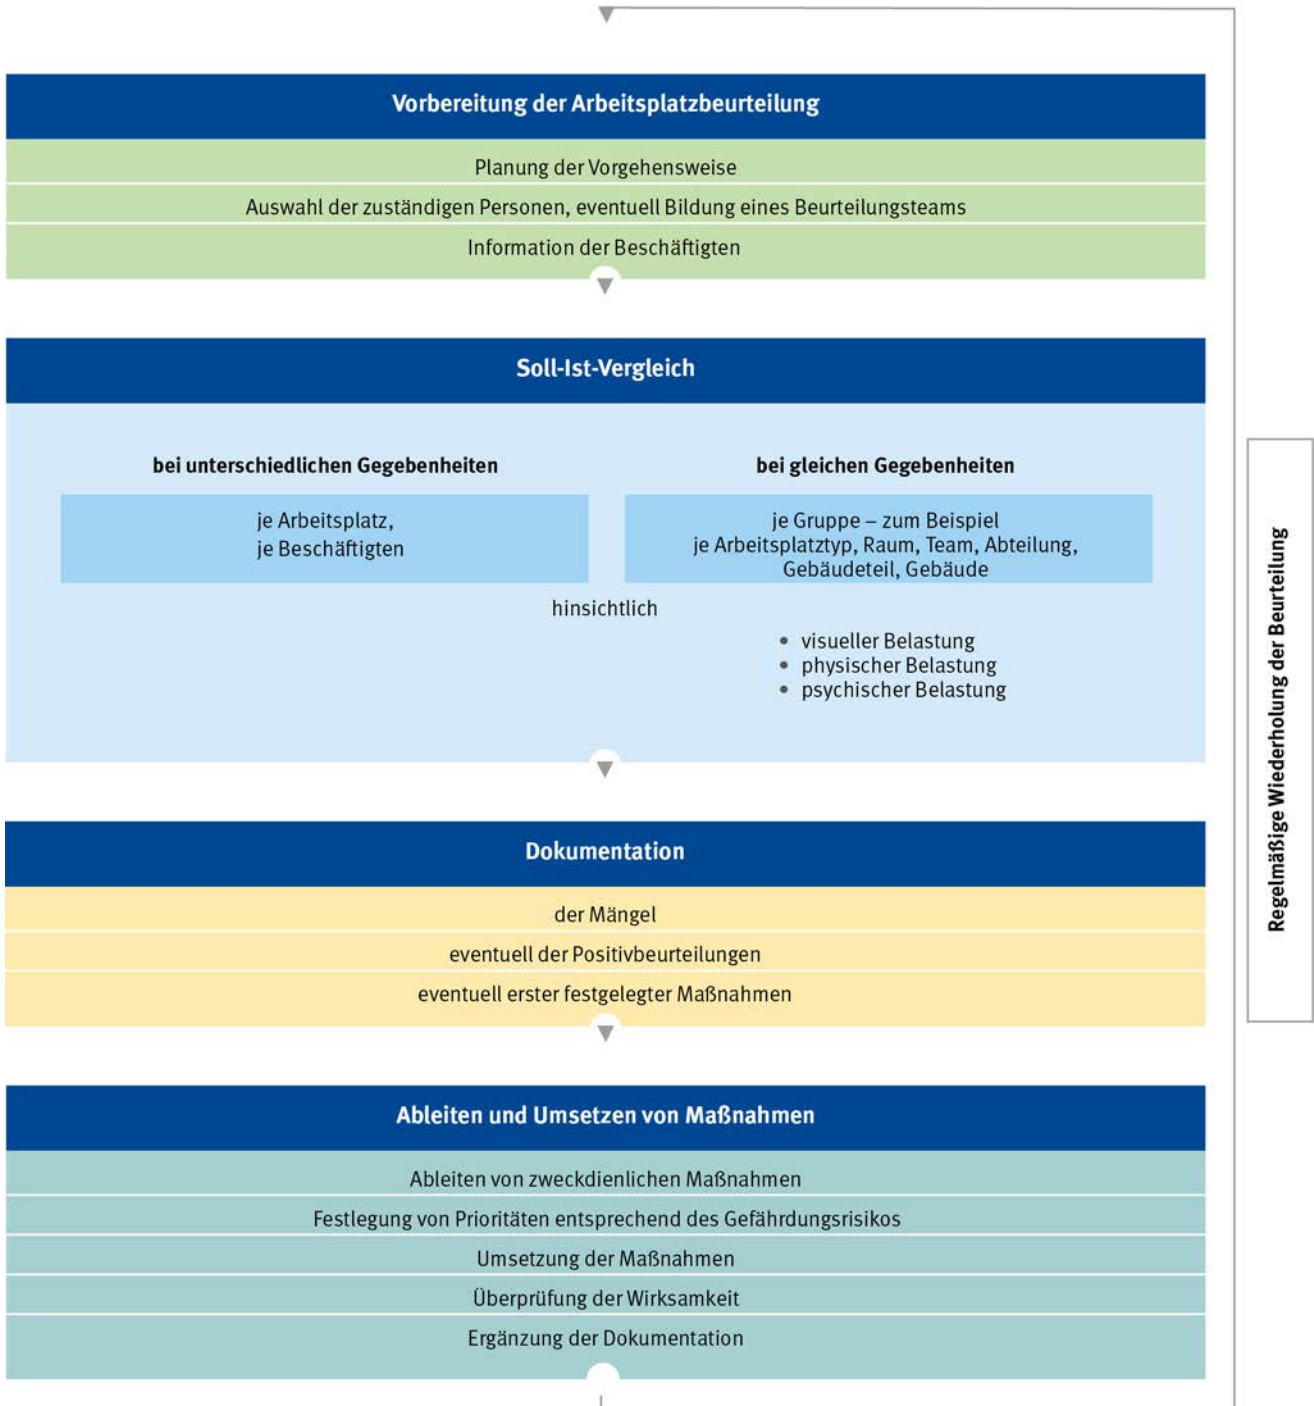 Vorbereitung der Arbeitsplatzbeurteilung
Planung der Vorgehensweise
Auswahl der zuständigen Personen, eventuell Bildung eines Beurteilungsteams
Information der Beschäftigten
Soll-Ist-Vergleich
bei unterschiedlichen Gegebenheiten
je Arbeitsplatz,
je Beschäftigten
bei gleichen Gegebenheiten
je Gruppe – zum Beispiel
je Arbeitsplatztyp, Raum, Team, Abteilung,
Gebäudeteil, Gebäude
hinsichtlich
• visueller Belastung
• physischer Belastung
• psychischer Belastung
Dokumentation
der Mängel
eventuell der Positivbeurteilungen
eventuell erster festgelegter Maßnahmen
Ableiten und Umsetzen von Maßnahmen
Ableiten von zweckdienlichen Maßnahmen
Festlegung von Prioritäten entsprechend des Gefährdungsrisikos
Umsetzung der Maßnahmen
Überprüfung der Wirksamkeit
Ergänzung der Dokumentation
Regelmäßige Wiederholung der Beurteilung